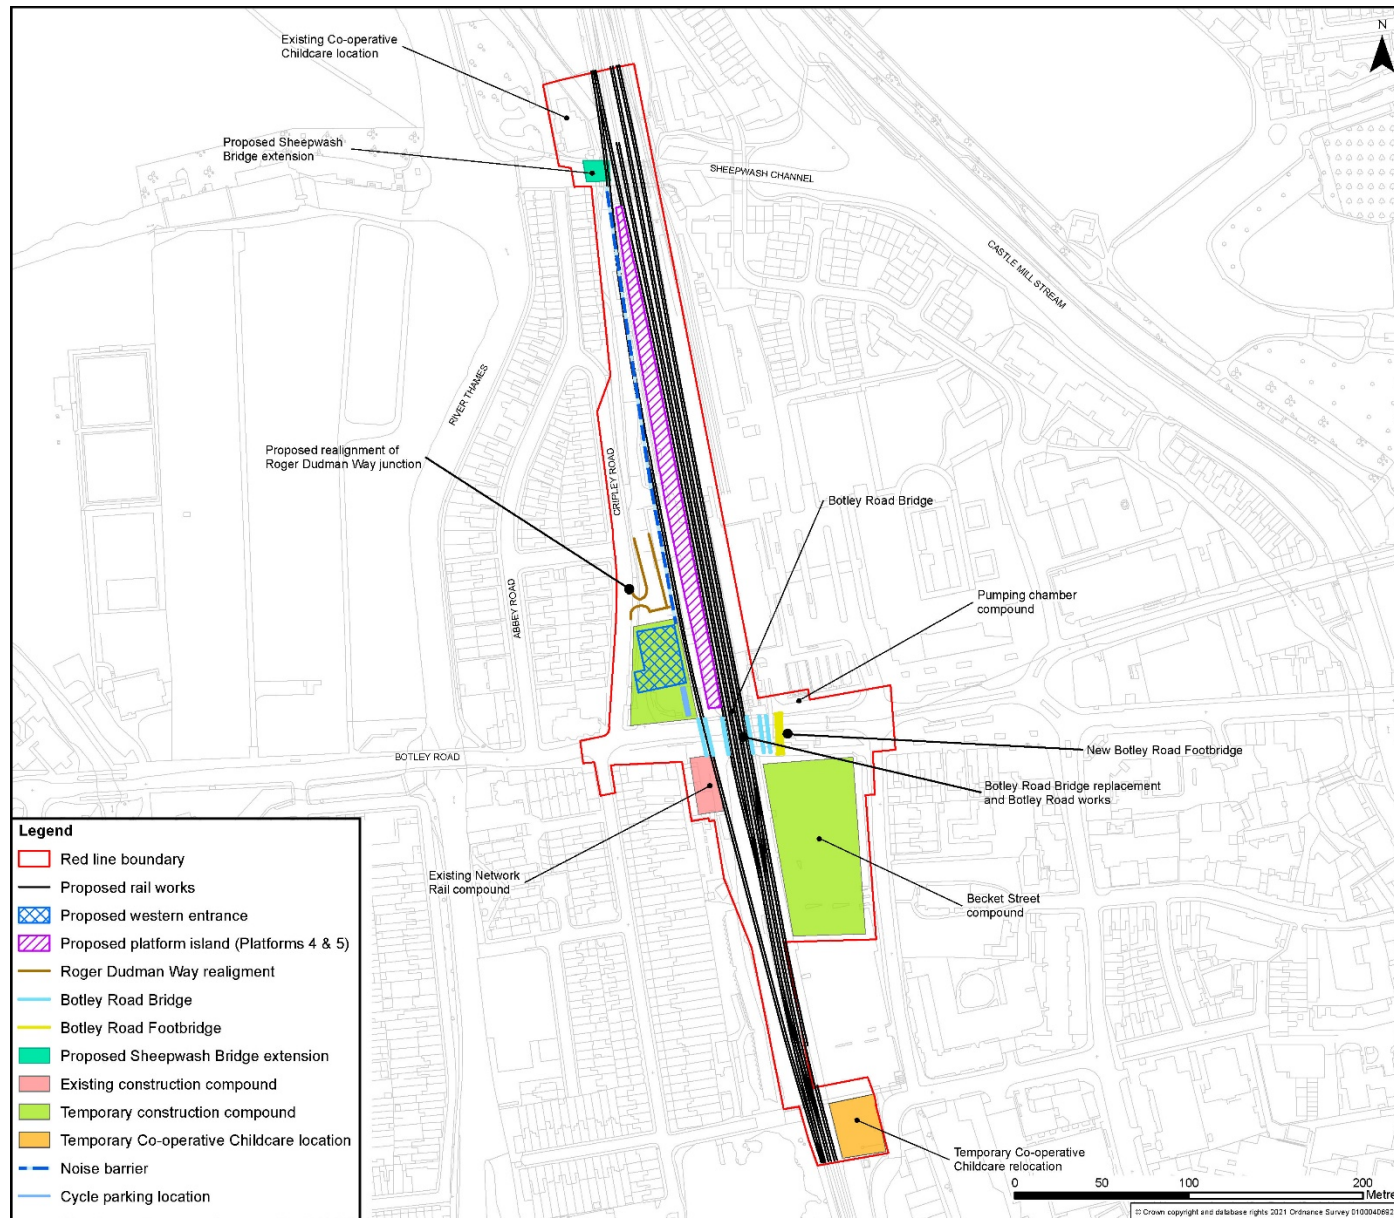 N
Existing Co-operative
Childcare location
Proposed Sheepwash
Bridge extension
SHEEPWASH CHANNEL
CASTLE MILL STREAM
RIVER THAMES
Proposed realignment of
Roger Dudman Way junction
CRIPLEY ROAD
Botley Road Bridge
ABBEY ROAD
Pumping chamber
compound
New Botley Road Footbridge
BOTLEY ROAD
Botley Road Bridge replacement
and Botley Road works
Existing Network
Rail compound
Becket Street
compound
Temporary Co-operative
Childcare relocation
Legend
Red line boundary
Proposed rail works
Proposed western entrance
Proposed platform island (Platforms 4 & 5)
Roger Dudman Way realigment
Botley Road Bridge
Botley Road Footbridge
Proposed Sheepwash Bridge extension
Existing construction compound
Temporary construction compound
Temporary Co-operative Childcare location
Noise barrier
Cycle parking location
0 50 100 200
Metre
© Crown copyright and database rights 2021 Ordnance Survey